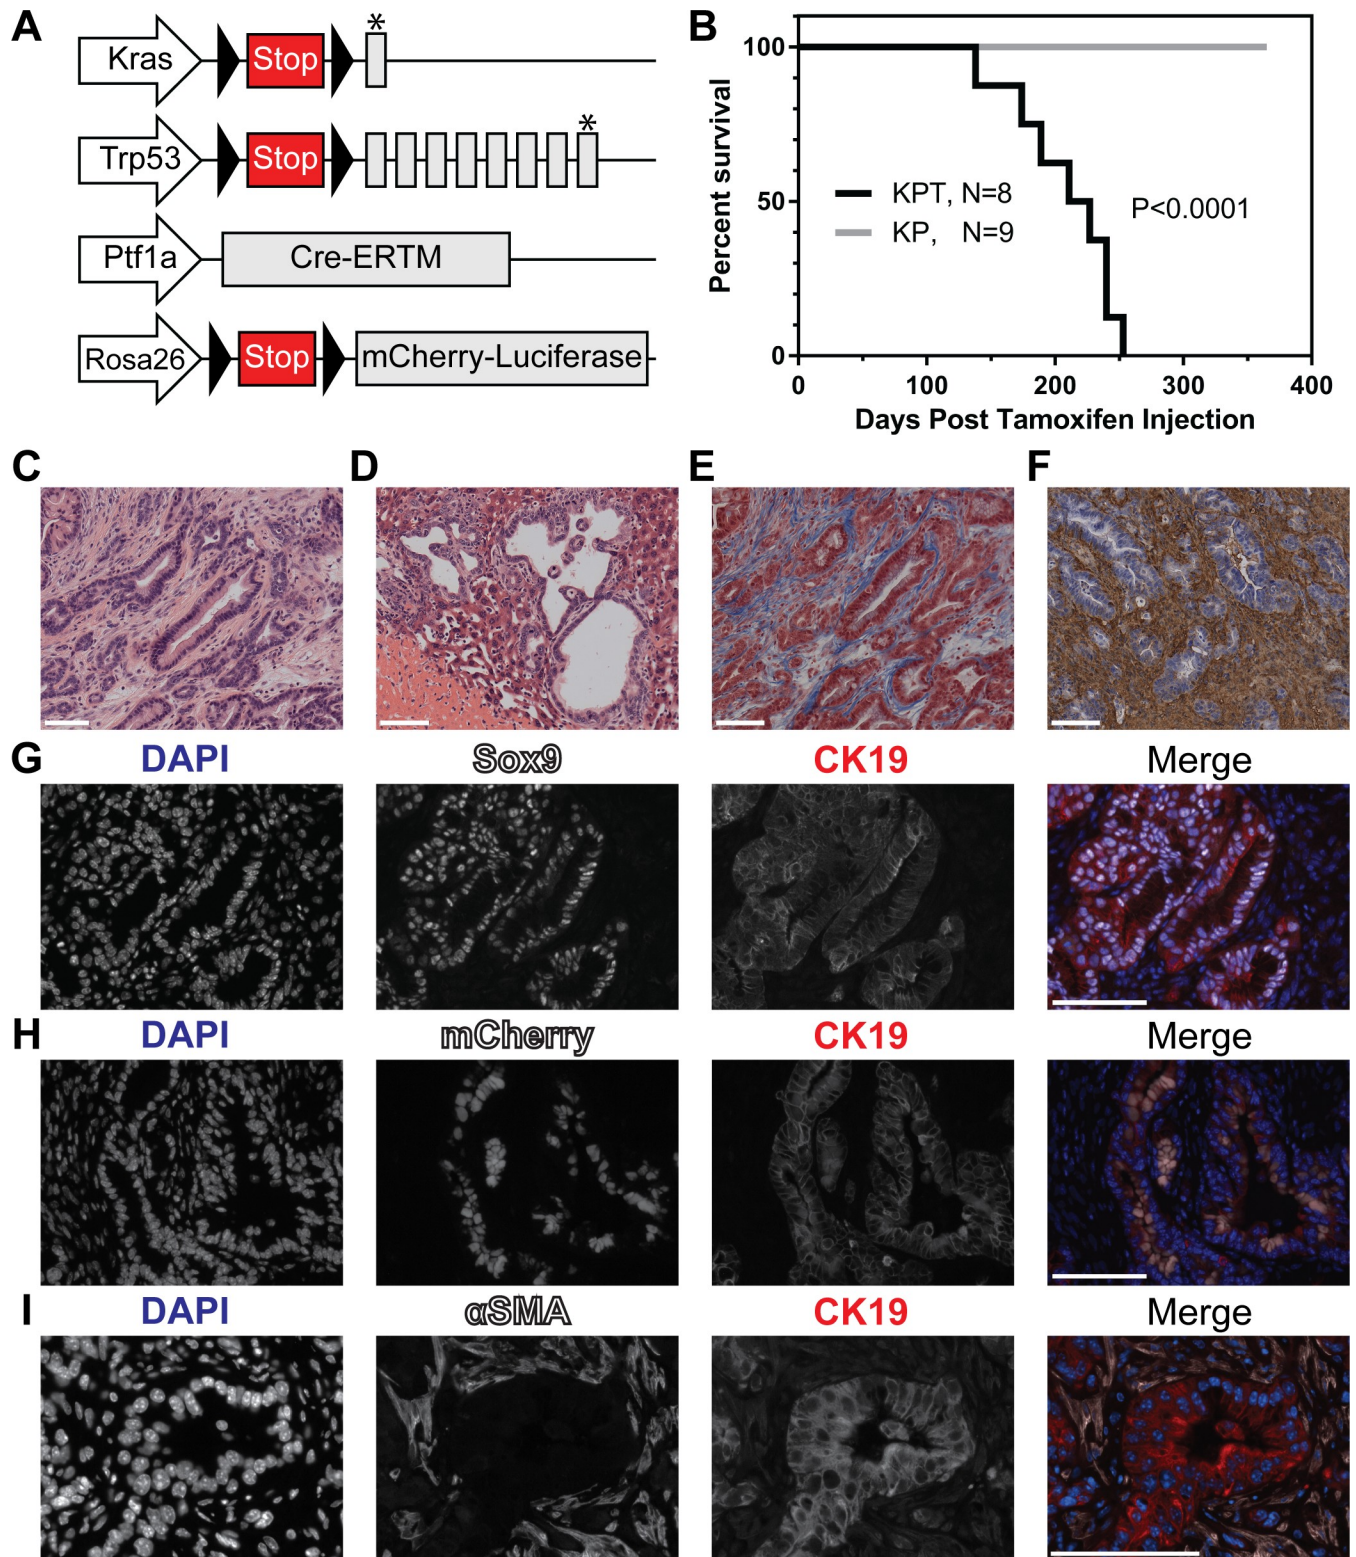 A
*
Kras
Stop
*
Trp53
Stop
Ptf1a
Cre-ERTM
Rosa26
Stop
mCherry-Luciferase
B
Percent survival
100
50
0
KPT, N=8
KP, N=9
P<0.0001
0 100 200 300 400
Days Post Tamoxifen Injection
C D E F
G DAPI Sox9 CK19 Merge
H DAPI mCherry CK19 Merge
I DAPI αSMA CK19 Merge